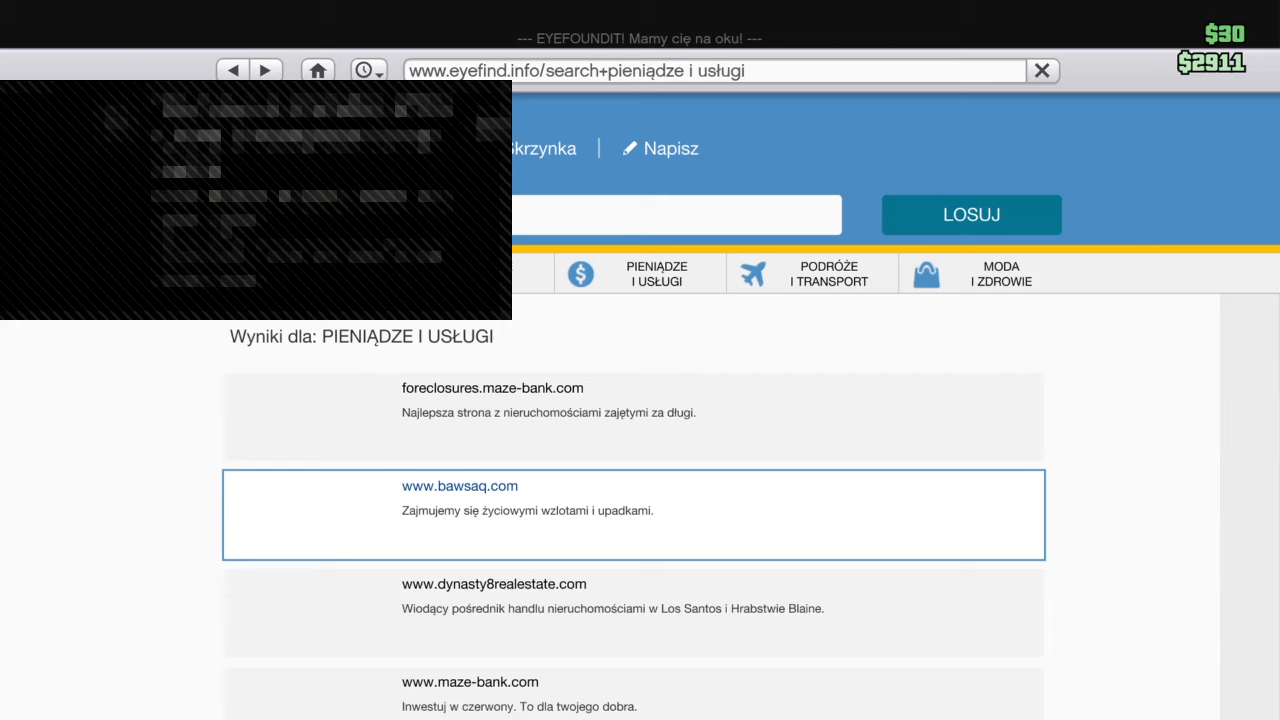 --- EYEFOUNDIT! Mamy cię na oku! ---
$30
$2911
www.eyefind.info/search+pieniądze i usługi
Skrzynka | Napisz
LOSUJ
PIENIĄDZE
I USŁUGI
PODRÓŻE
I TRANSPORT
MODA
I ZDROWIE
Wyniki dla: PIENIĄDZE I USŁUGI
foreclosures.maze-bank.com
Najlepsza strona z nieruchomościami zajętymi za długi.
www.bawsaq.com
Zajmujemy się życiowymi wzlotami i upadkami.
www.dynasty8realestate.com
Wiodący pośrednik handlu nieruchomościami w Los Santos i Hrabstwie Blaine.
www.maze-bank.com
Inwestuj w czerwony. To dla twojego dobra.